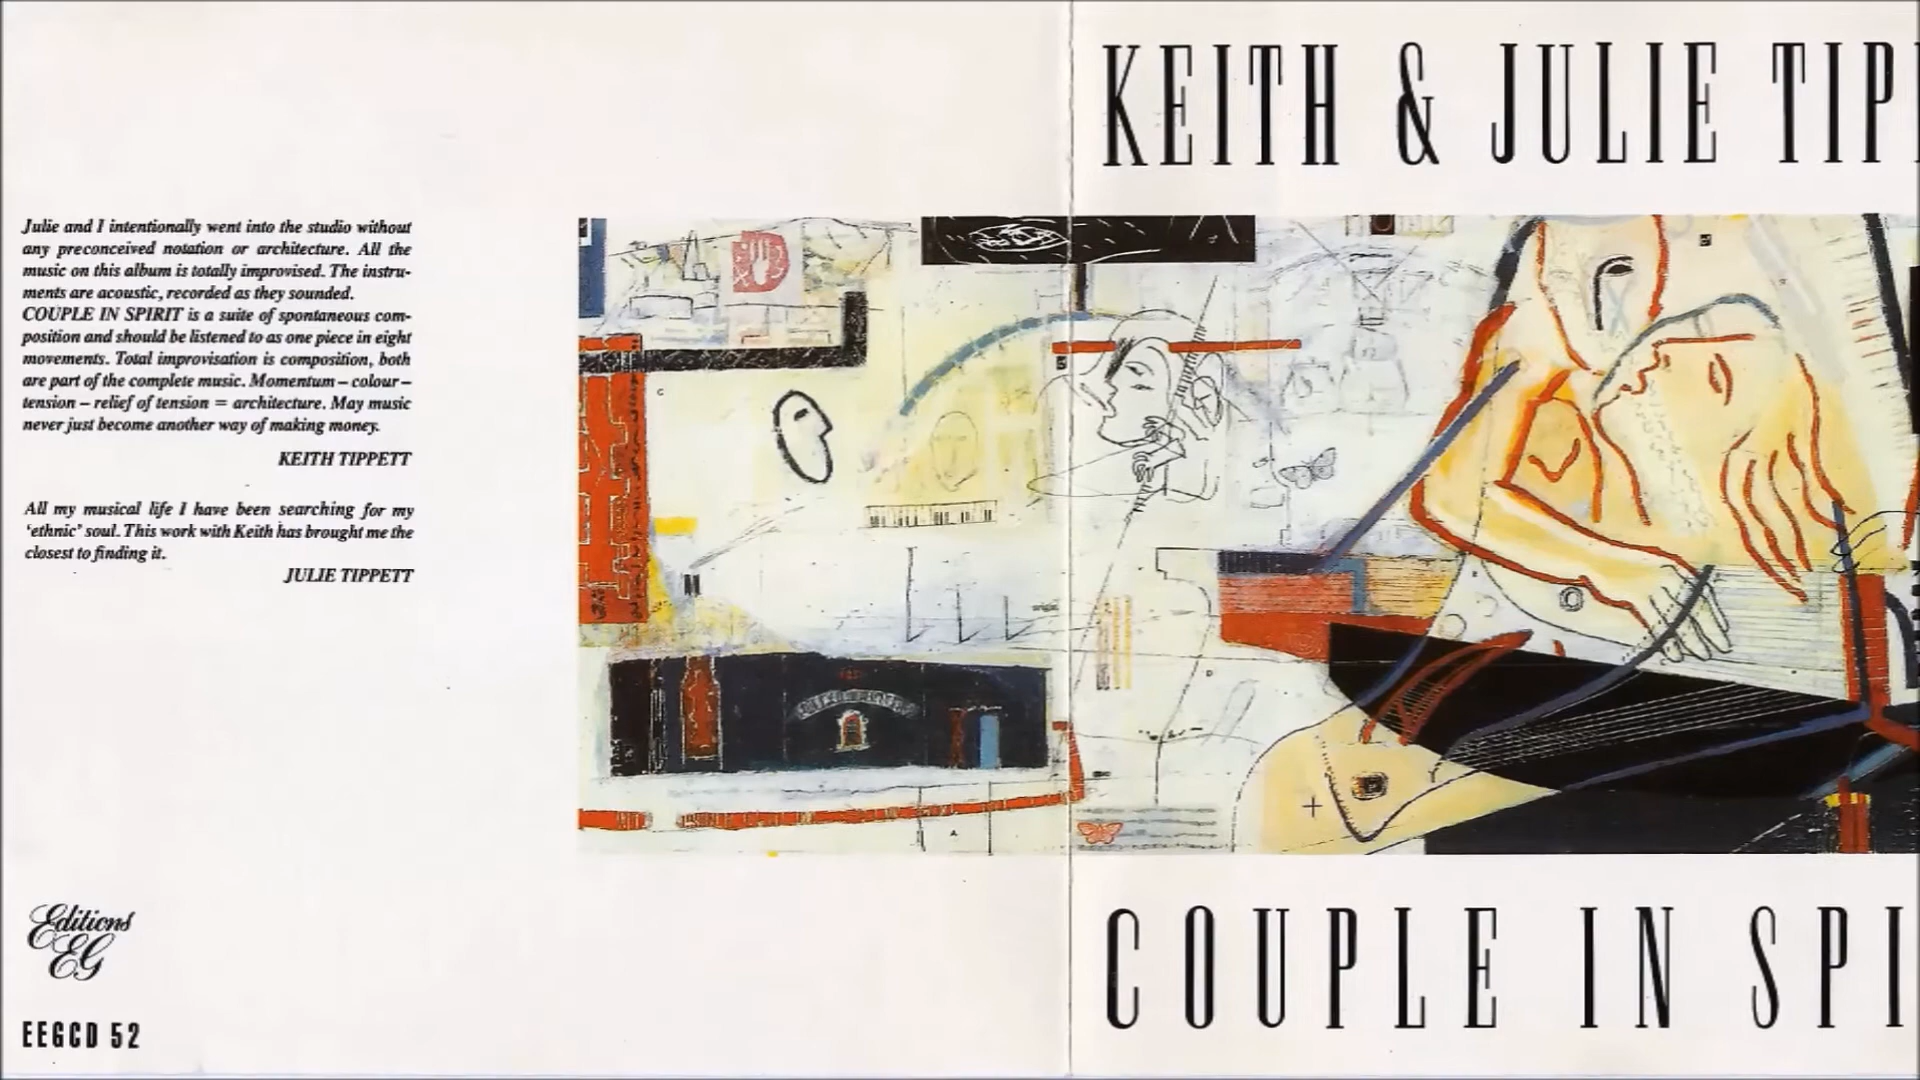 KEITH & JULIE TIP
Julie and I intentionally went into the studio without
any preconceived notation or architecture. All the
music on this album is totally improvised. The instru-
ments are acoustic, recorded as they sounded.
COUPLE IN SPIRIT is a suite of spontaneous com-
position and should be listened to as one piece in eight
movements. Total improvisation is composition, both
are part of the complete music. Momentum – colour –
tension – relief of tension = architecture. May music
never just become another way of making money.
KEITH TIPPETT
All my musical life I have been searching for my
'ethnic' soul. This work with Keith has brought me the
closest to finding it.
JULIE TIPPETT
C
A
D
Editions
EG
EEGCD 52
COUPLE IN SPI